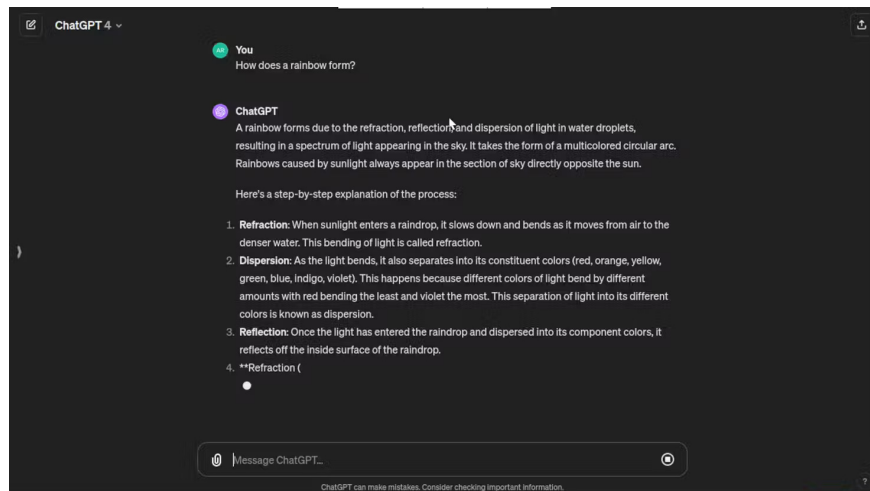 ChatGPT 4
You
How does a rainbow form?
ChatGPT
A rainbow forms due to the refraction, reflection, and dispersion of light in water droplets,
resulting in a spectrum of light appearing in the sky. It takes the form of a multicolored circular arc.
Rainbows caused by sunlight always appear in the section of sky directly opposite the sun.
Here's a step-by-step explanation of the process:
1. Refraction: When sunlight enters a raindrop, it slows down and bends as it moves from air to the
denser water. This bending of light is called refraction.
2. Dispersion: As the light bends, it also separates into its constituent colors (red, orange, yellow,
green, blue, indigo, violet). This happens because different colors of light bend by different
amounts with red bending the least and violet the most. This separation of light into its different
colors is known as dispersion.
3. Reflection: Once the light has entered the raindrop and dispersed into its component colors, it
reflects off the inside surface of the raindrop.
4. **Refraction (
Message ChatGPT...
ChatGPT can make mistakes. Consider checking important information.
?